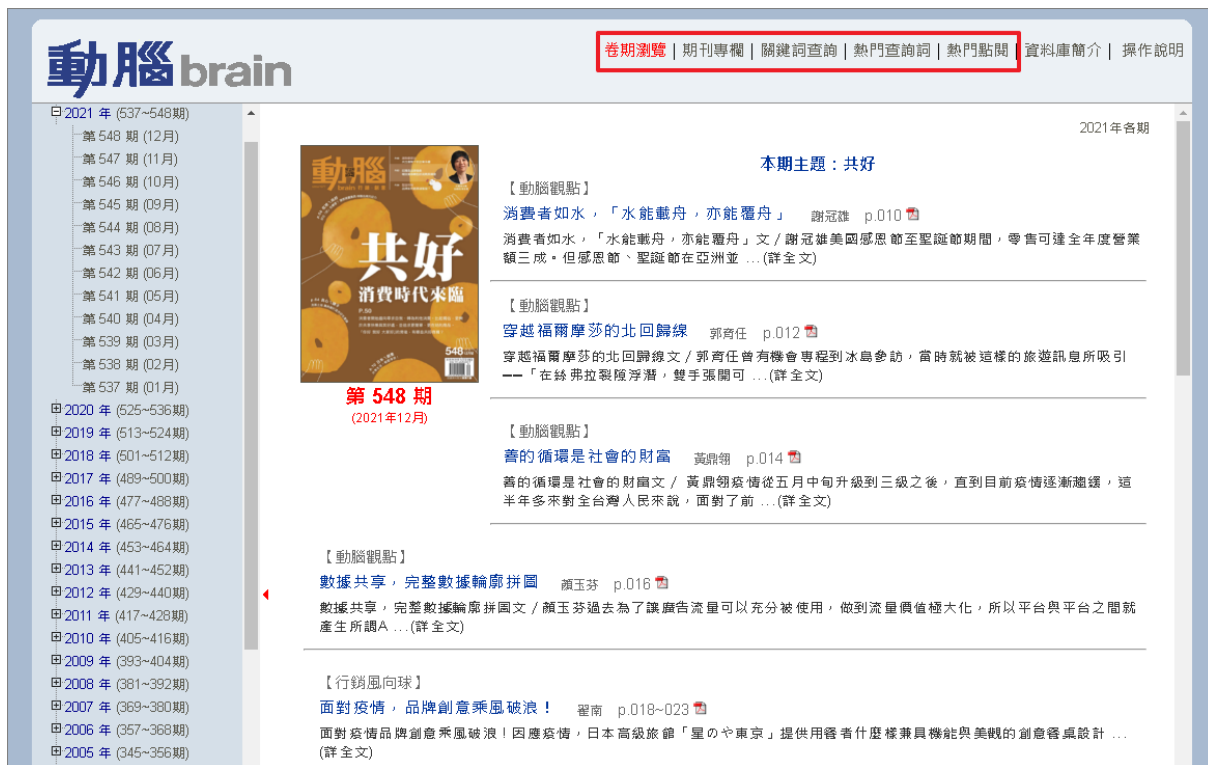 動腦brain
卷期瀏覽 | 期刊專欄 | 關鍵詞查詢 | 熱門查詢詞 | 熱門點閱 | 資料庫簡介 | 操作說明
2021 年 (537~548期)
第 548 期 (12月)
第 547 期 (11月)
第 546 期 (10月)
第 545 期 (09月)
第 544 期 (08月)
第 543 期 (07月)
第 542 期 (06月)
第 541 期 (05月)
第 540 期 (04月)
第 539 期 (03月)
第 538 期 (02月)
第 537 期 (01月)
2020 年 (525~536期)
2019 年 (513~524期)
2018 年 (501~512期)
2017 年 (489~500期)
2016 年 (477~488期)
2015 年 (465~476期)
2014 年 (453~464期)
2013 年 (441~452期)
2012 年 (429~440期)
2011 年 (417~428期)
2010 年 (405~416期)
2009 年 (393~404期)
2008 年 (381~392期)
2007 年 (369~380期)
2006 年 (357~368期)
2005 年 (345~356期)
2021年各期
動腦
brain
共好
消費時代來臨
P.50
548
第 548 期
(2021年12月)
本期主題：共好
【動腦觀點】
消費者如水，「水能載舟，亦能覆舟」 謝冠雄 p.010
消費者如水，「水能載舟，亦能覆舟」文／謝冠雄美國感恩節至聖誕節期間，零售可達全年度營業
額三成。但感恩節、聖誕節在亞洲並 ...(詳全文)
【動腦觀點】
穿越福爾摩莎的北回歸線 郭育任 p.012
穿越福爾摩莎的北回歸線文／郭育任曾有機會專程到冰島參訪，當時就被這樣的旅遊訊息所吸引
──「在絲弗拉裂隙浮潛，雙手張開可 ...(詳全文)
【動腦觀點】
善的循環是社會的財富 黃鼎翎 p.014
善的循環是社會的財富文／ 黃鼎翎疫情從五月中旬升級到三級之後，直到目前疫情逐漸趨緩，這
半年多來對全台灣人民來說，面對了前 ...(詳全文)
【動腦觀點】
數據共享，完整數據輪廓拼圖 顏玉芬 p.016
數據共享，完整數據輪廓拼圖文／顏玉芬過去為了讓廣告流量可以充分被使用，做到流量價值極大化，所以平台與平台之間就
產生所謂A ...(詳全文)
【行銷風向球】
面對疫情，品牌創意乘風破浪！ 翟南 p.018~023
面對疫情品牌創意乘風破浪！因應疫情，日本高級旅館「星のや東京」提供用餐者什麼樣兼具機能與美觀的創意餐桌設計 ...
(詳全文)